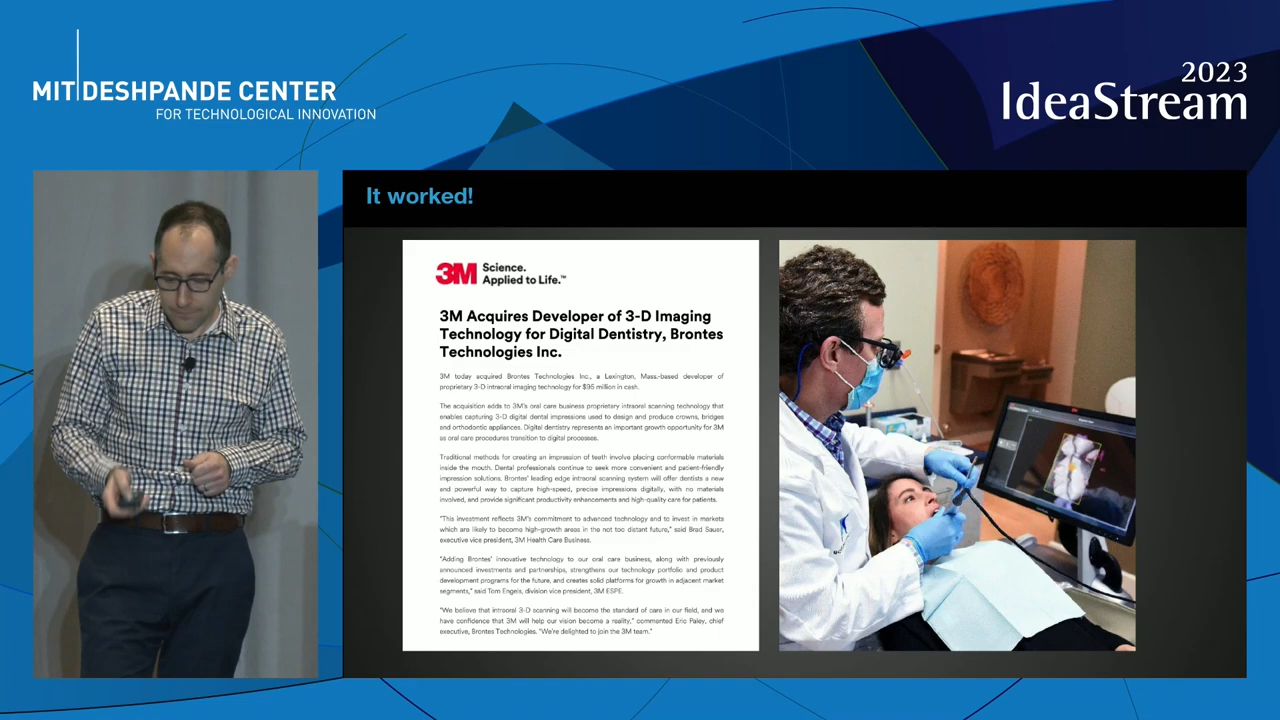 MIT DESHPANDE CENTER
FOR TECHNOLOGICAL INNOVATION
2023
IdeaStream
It worked!
3M Science.
Applied to Life.™
3M Acquires Developer of 3-D Imaging
Technology for Digital Dentistry, Brontes
Technologies Inc.
3M today acquired Brontes Technologies Inc., a Lexington, Mass.-based developer of
proprietary 3-D intraoral imaging technology for $95 million in cash.
The acquisition adds to 3M's oral care business proprietary intraoral scanning technology that
enables capturing 3-D digital dental impressions used to design and produce crowns, bridges
and orthodontic appliances. Digital dentistry represents an important growth opportunity for 3M
as oral care procedures transition to digital processes.
Traditional methods for creating an impression of teeth involve placing conformable materials
inside the mouth. Dental professionals continue to seek more convenient and patient-friendly
impression solutions. Brontes' leading edge intraoral scanning system will offer dentists a new
and powerful way to capture high-speed, precise impressions digitally, with no materials
involved, and provide significant productivity enhancements and high-quality care for patients.
"This investment reflects 3M's commitment to advanced technology and to invest in markets
which are likely to become high-growth areas in the not too distant future," said Brad Sauer,
executive vice president, 3M Health Care Business.
"Adding Brontes' innovative technology to our oral care business, along with previously
announced investments and partnerships, strengthens our technology portfolio and product
development programs for the future, and creates solid platforms for growth in adjacent market
segments," said Tom Engels, division vice president, 3M ESPE.
"We believe that intraoral 3-D scanning will become the standard of care in our field, and we
have confidence that 3M will help our vision become a reality," commented Eric Paley, chief
executive, Brontes Technologies. "We're delighted to join the 3M team."